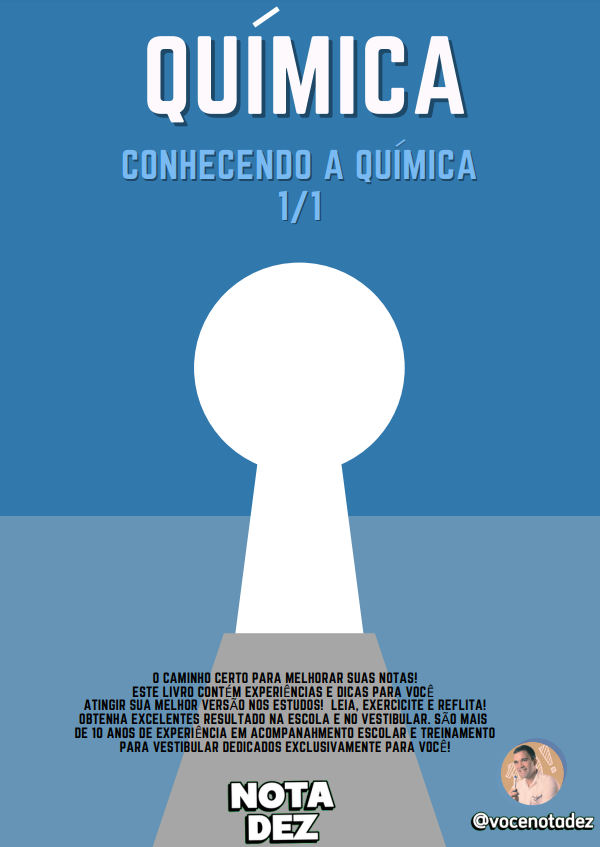 QUÍMICA
CONHECENDO A QUÍMICA
1/1
O CAMINHO CERTO PARA MELHORAR SUAS NOTAS!
ESTE LIVRO CONTÉM EXPERIÊNCIAS E DICAS PARA VOCÊ
ATINGIR SUA MELHOR VERSÃO NOS ESTUDOS! LEIA, EXERCICITE E REFLITA!
OBTENHA EXCELENTES RESULTADO NA ESCOLA E NO VESTIBULAR. SÃO MAIS
DE 10 ANOS DE EXPERIÊNCIA EM ACOMPANAHMENTO ESCOLAR E TREINAMENTO
PARA VESTIBULAR DEDICADOS EXCLUSIVAMENTE PARA VOCÊ!
NOTA
DEZ
@vocenotadez